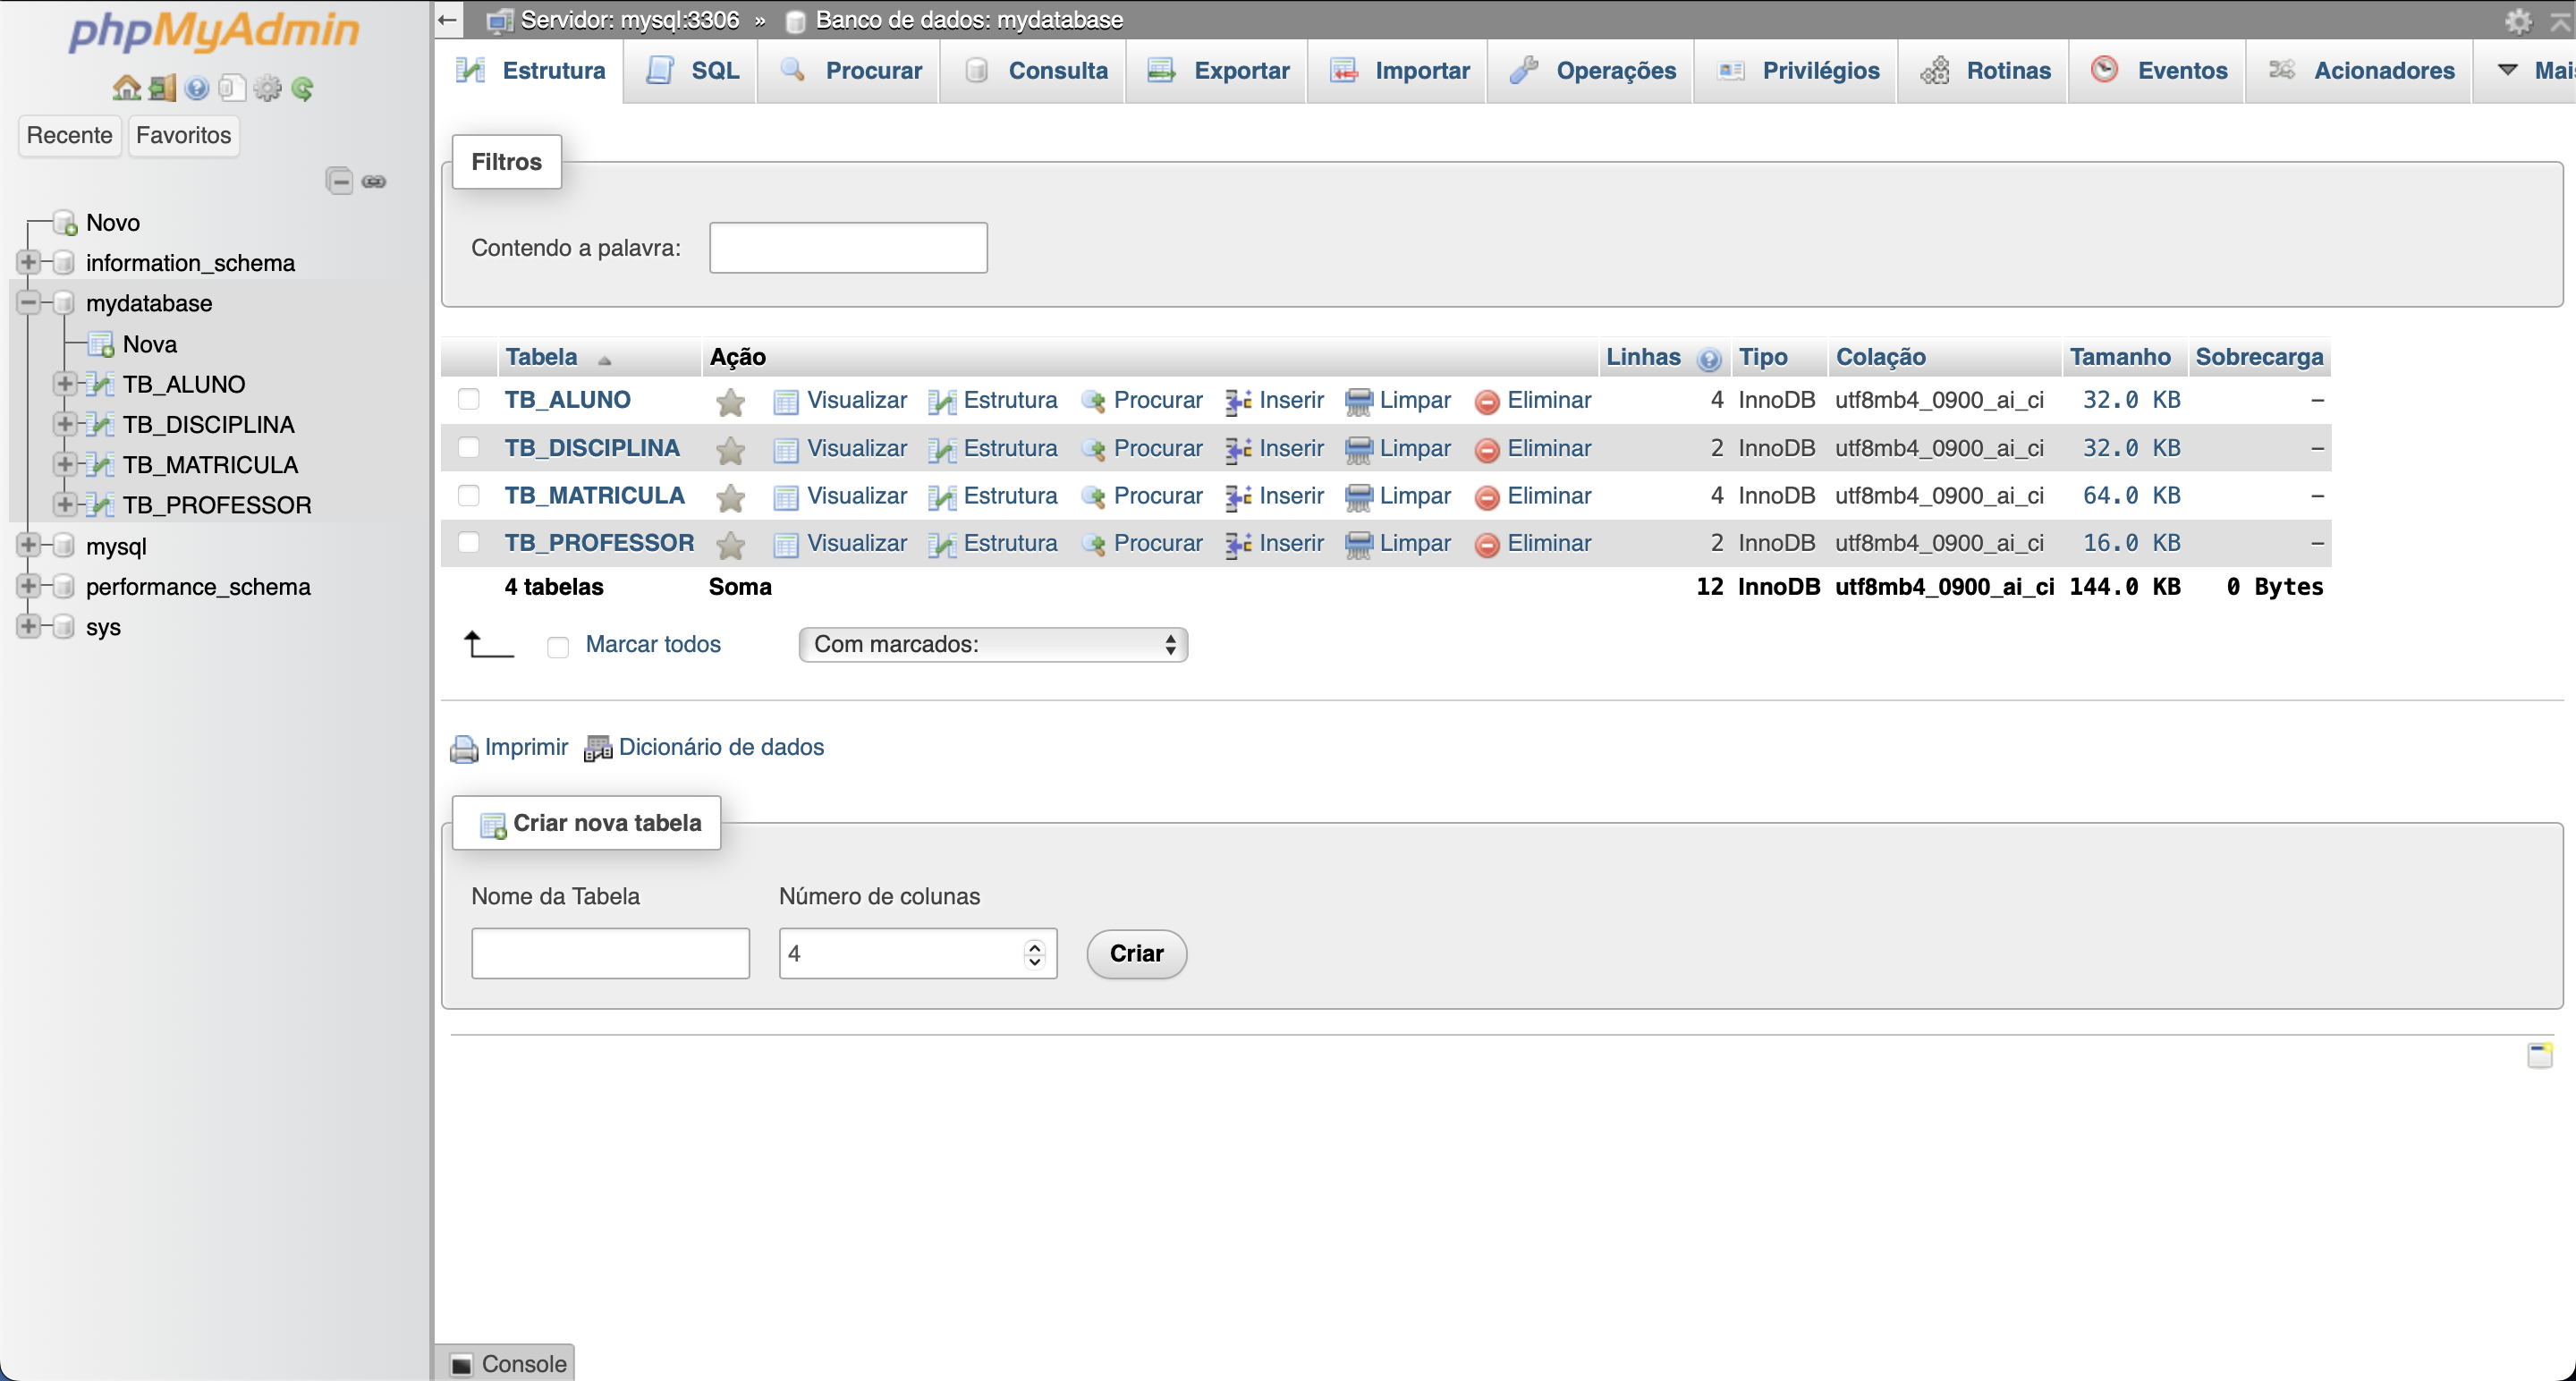 phpMyAdmin
Recente Favoritos
Novo
information_schema
mydatabase
Nova
TB_ALUNO
TB_DISCIPLINA
TB_MATRICULA
TB_PROFESSOR
mysql
performance_schema
sys
Servidor: mysql:3306 » Banco de dados: mydatabase
Estrutura SQL Procurar Consulta Exportar Importar Operações Privilégios Rotinas Eventos Acionadores Mais
Filtros
Contendo a palavra:
Tabela Ação Linhas Tipo Colação Tamanho Sobrecarga
TB_ALUNO Visualizar Estrutura Procurar Inserir Limpar Eliminar 4 InnoDB utf8mb4_0900_ai_ci 32.0 KB –
TB_DISCIPLINA Visualizar Estrutura Procurar Inserir Limpar Eliminar 2 InnoDB utf8mb4_0900_ai_ci 32.0 KB –
TB_MATRICULA Visualizar Estrutura Procurar Inserir Limpar Eliminar 4 InnoDB utf8mb4_0900_ai_ci 64.0 KB –
TB_PROFESSOR Visualizar Estrutura Procurar Inserir Limpar Eliminar 2 InnoDB utf8mb4_0900_ai_ci 16.0 KB –
4 tabelas Soma 12 InnoDB utf8mb4_0900_ai_ci 144.0 KB 0 Bytes
Marcar todos Com marcados:
Imprimir Dicionário de dados
Criar nova tabela
Nome da Tabela Número de colunas
4 Criar
Console